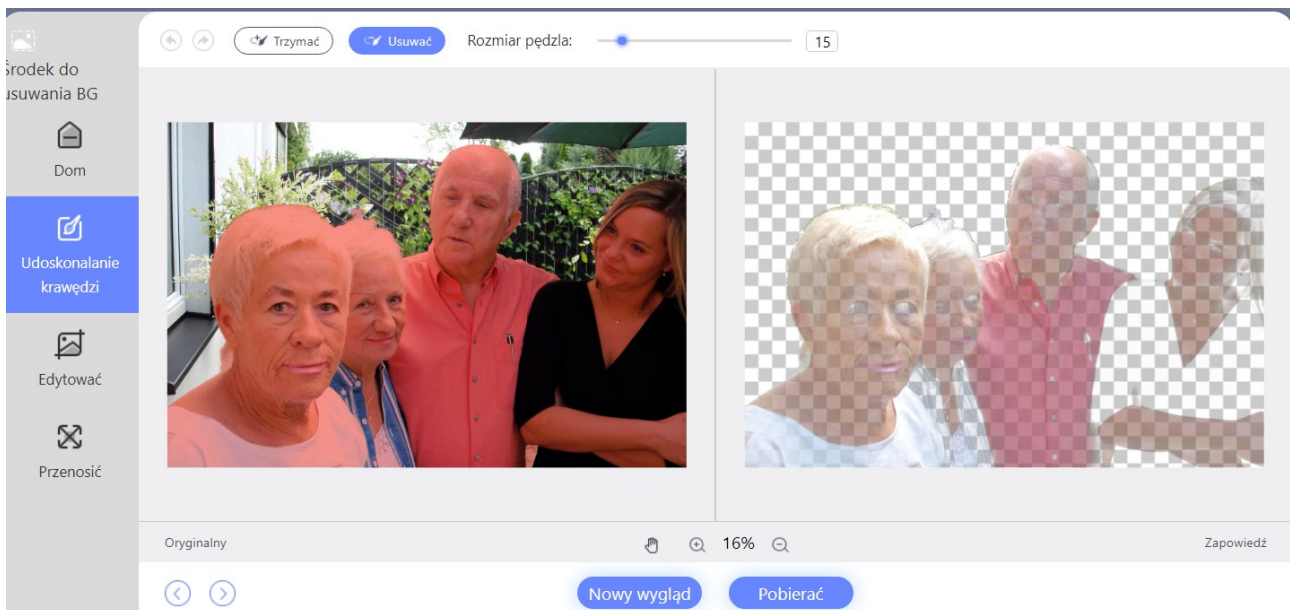 Trzymać
Usuwać
Rozmiar pędzla:
15
Środek do
usuwania BG
Dom
Udoskonalanie
krawędzi
Edytować
Przenosić
Oryginalny
16%
Zapowiedź
Nowy wygląd
Pobierać